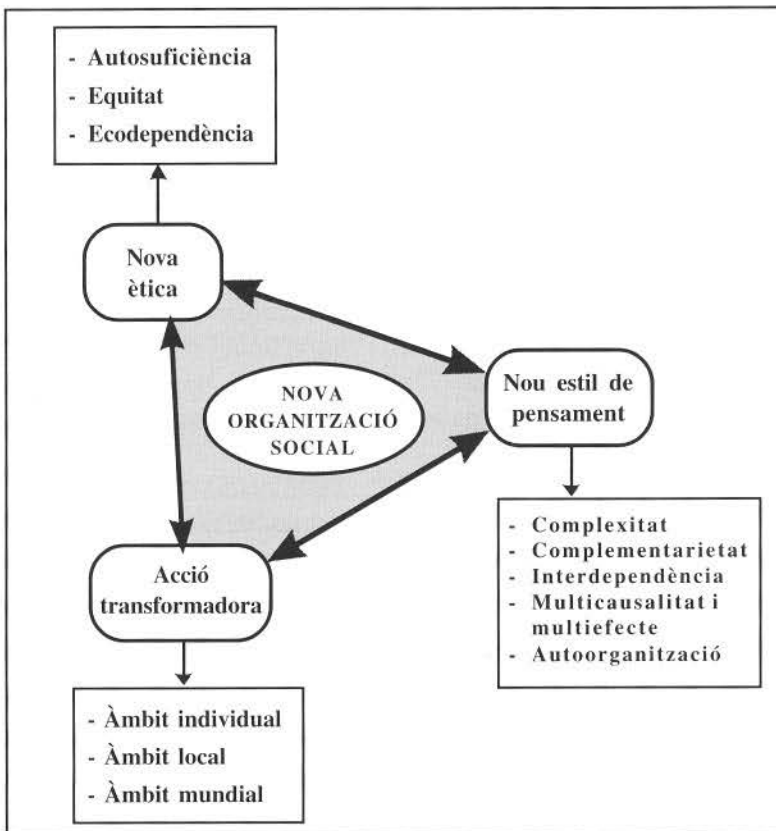 - Autosuficiència
- Equitat
- Ecodependència
Nova
ètica
NOVA
ORGANITZACIÓ
SOCIAL
Nou estil de
pensament
- Complexitat
- Complementarietat
- Interdependència
- Multicausalitat i
multiefecte
- Autoorganització
Acció
transformadora
- Àmbit individual
- Àmbit local
- Àmbit mundial